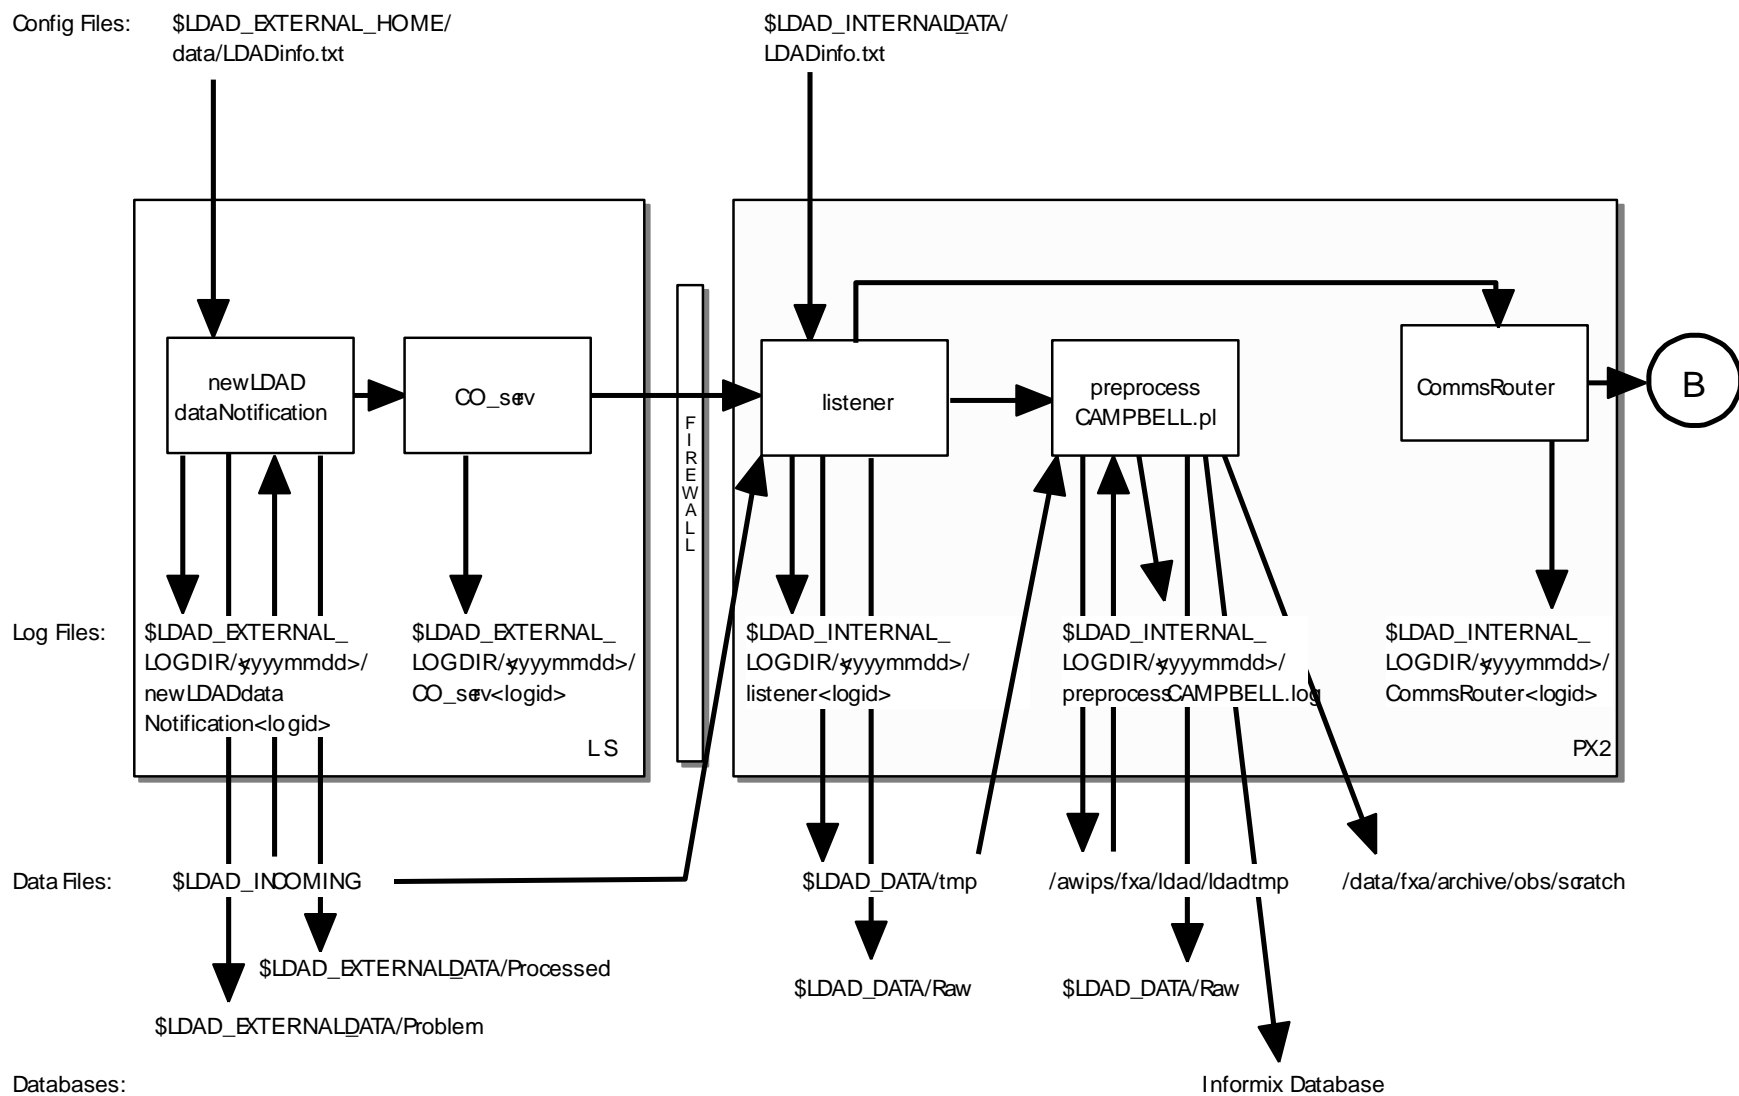 Config Files:
$LDAD_EXTERNAL_HOME/
data/LDADinfo.txt
$LDAD_INTERNALDATA/
LDADinfo.txt
newLDAD
dataNotification
CO_serv
FIREWALL
listener
preprocess
CAMPBELL.pl
CommsRouter
B
Log Files:
$LDAD_EXTERNAL_
LOGDIR/<yyyymmdd>/
newLDADdata
Notification<logid>
$LDAD_EXTERNAL_
LOGDIR/<yyyymmdd>/
CO_serv<logid>
LS
$LDAD_INTERNAL_
LOGDIR/<yyyymmdd>/
listener<logid>
$LDAD_INTERNAL_
LOGDIR/<yyyymmdd>/
preprocessCAMPBELL.log
$LDAD_INTERNAL_
LOGDIR/<yyyymmdd>/
CommsRouter<logid>
PX2
Data Files:
$LDAD_INCOMING
$LDAD_DATA/tmp
/awips/fxa/ldad/ldadtmp
/data/fxa/archive/obs/scratch
$LDAD_EXTERNALDATA/Processed
$LDAD_DATA/Raw
$LDAD_DATA/Raw
$LDAD_EXTERNALDATA/Problem
Databases:
Informix Database